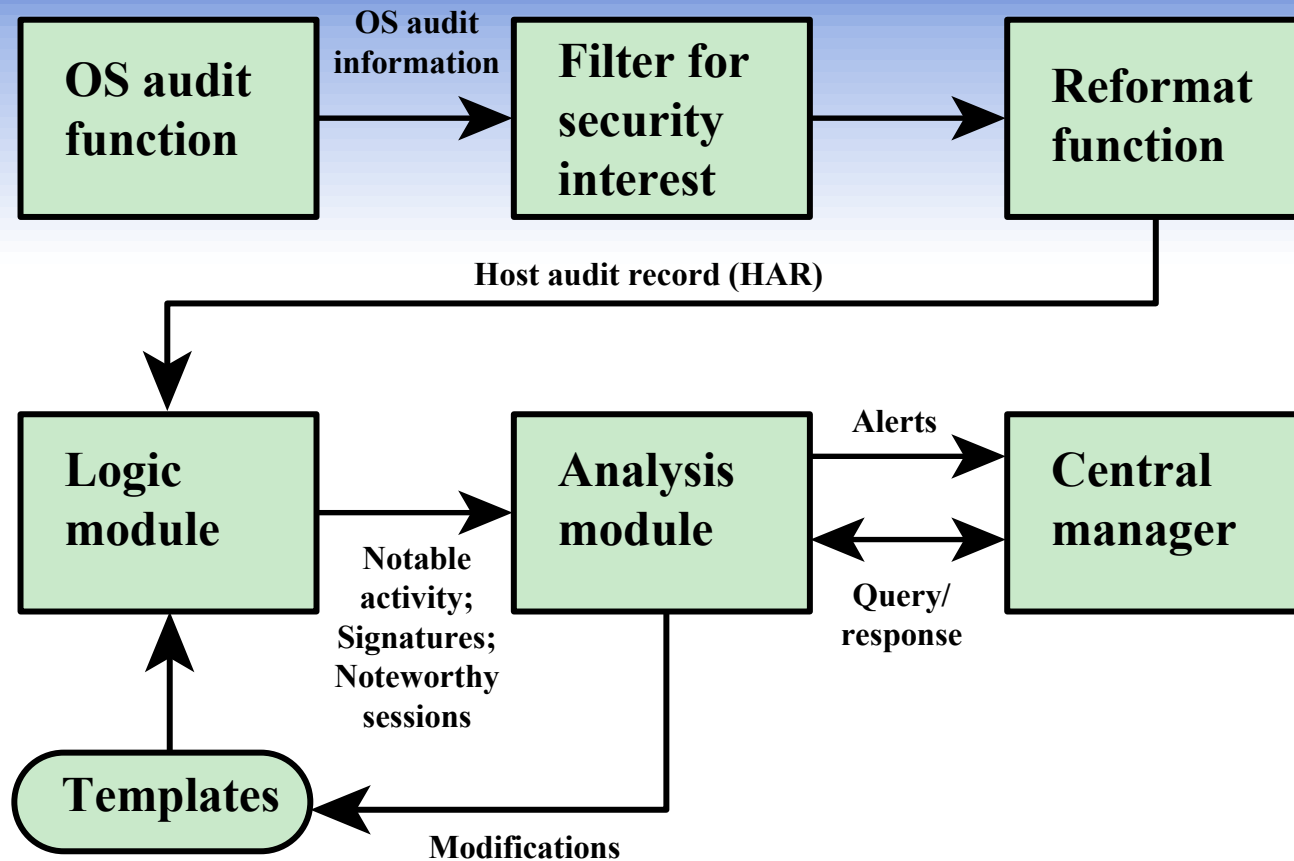 OS audit
function
OS audit
information
Filter for
security
interest
Reformat
function
Host audit record (HAR)
Logic
module
Notable
activity;
Signatures;
Noteworthy
sessions
Analysis
module
Alerts
Query/
response
Central
manager
Templates
Modifications